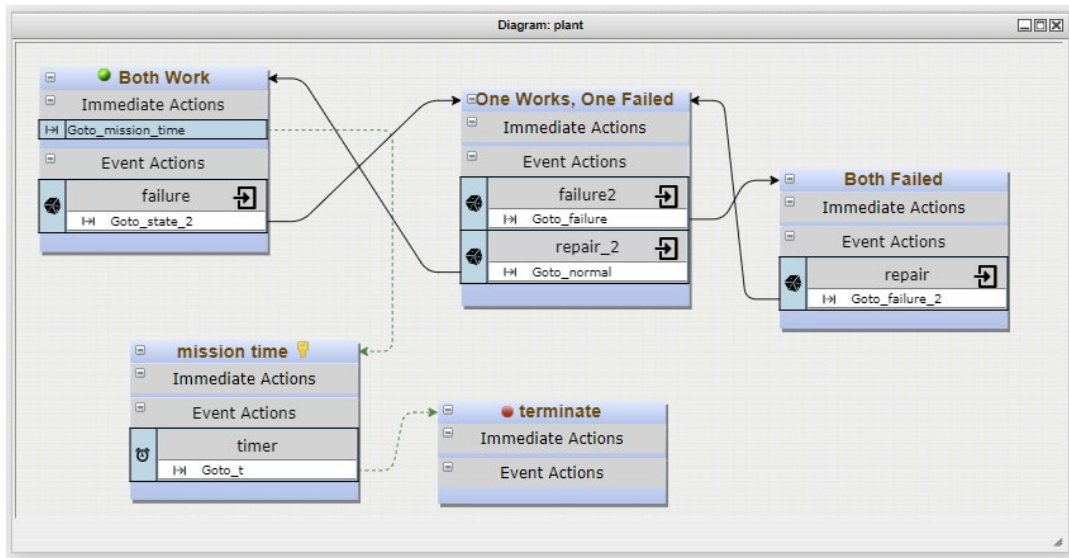 Diagram: plant
Both Work
Immediate Actions
Goto_mission_time
Event Actions
failure
Goto_state_2
One Works, One Failed
Immediate Actions
Event Actions
failure2
Goto_failure
repair_2
Goto_normal
Both Failed
Immediate Actions
Event Actions
repair
Goto_failure_2
mission time
Immediate Actions
Event Actions
timer
Goto_t
terminate
Immediate Actions
Event Actions